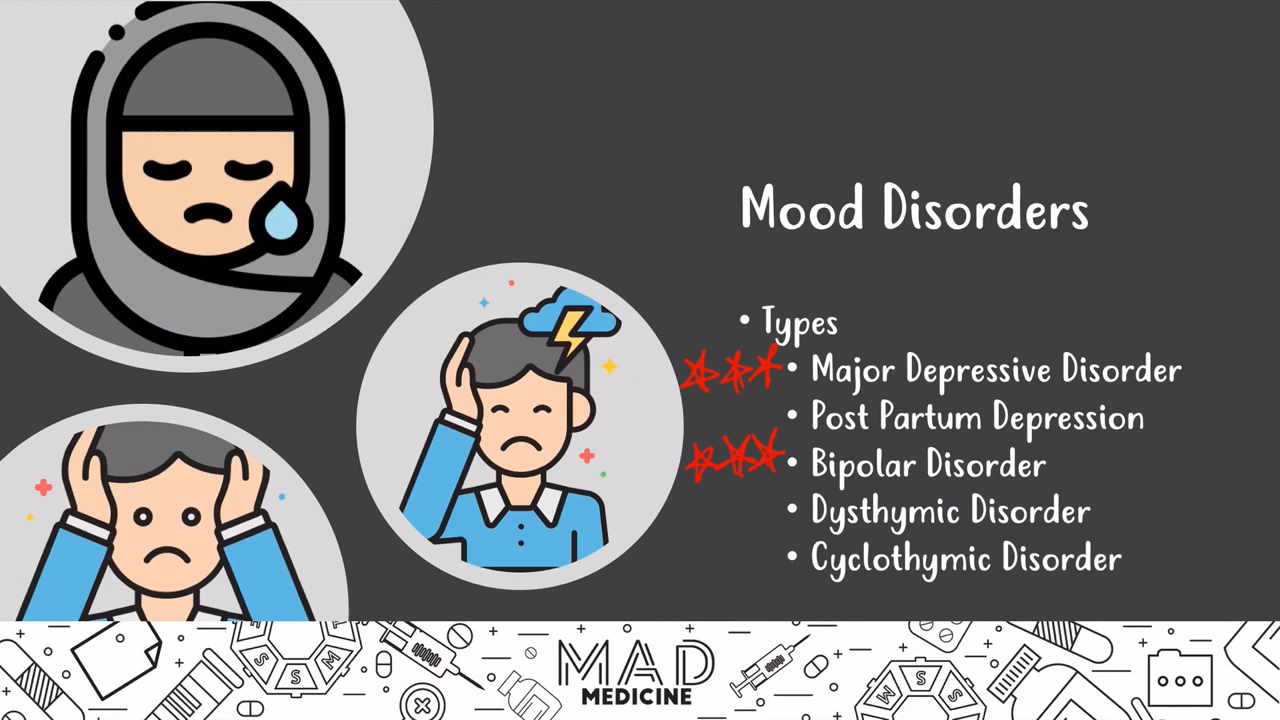 Mood Disorders
• Types
• Major Depressive Disorder
• Post Partum Depression
• Bipolar Disorder
• Dysthymic Disorder
• Cyclothymic Disorder
MAD
MEDICINE